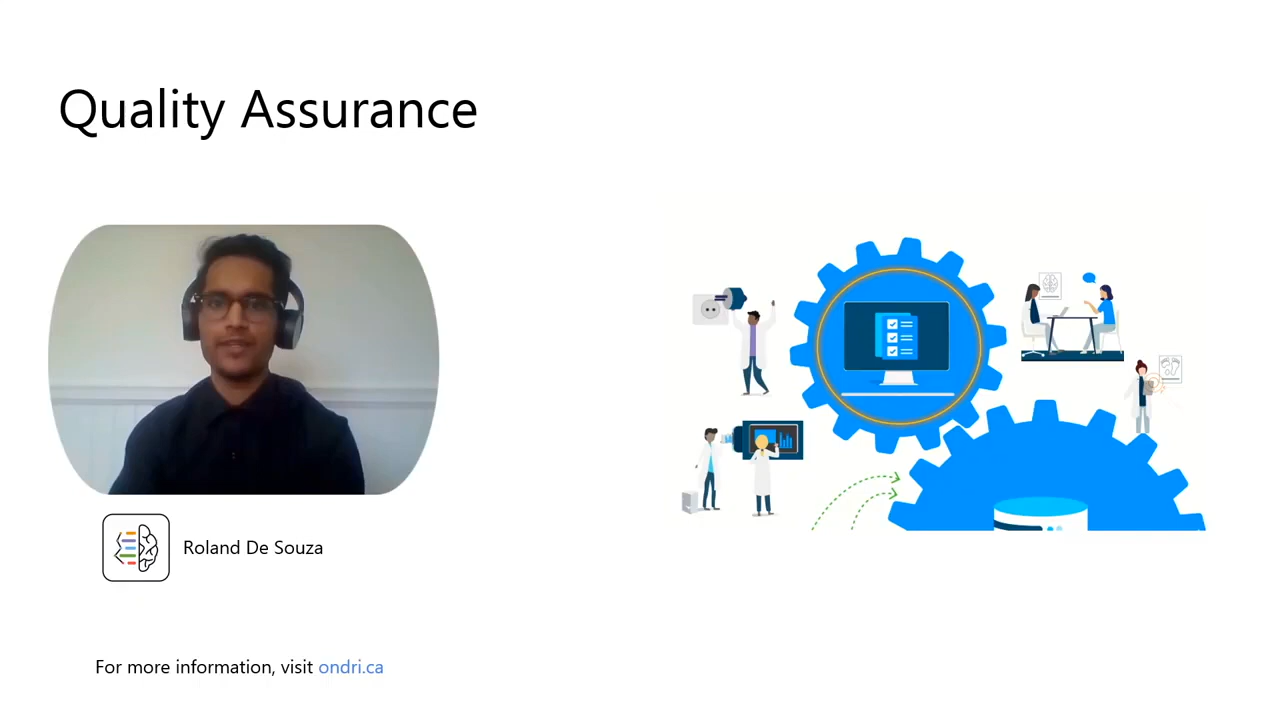 Quality Assurance
Roland De Souza
For more information, visit ondri.ca